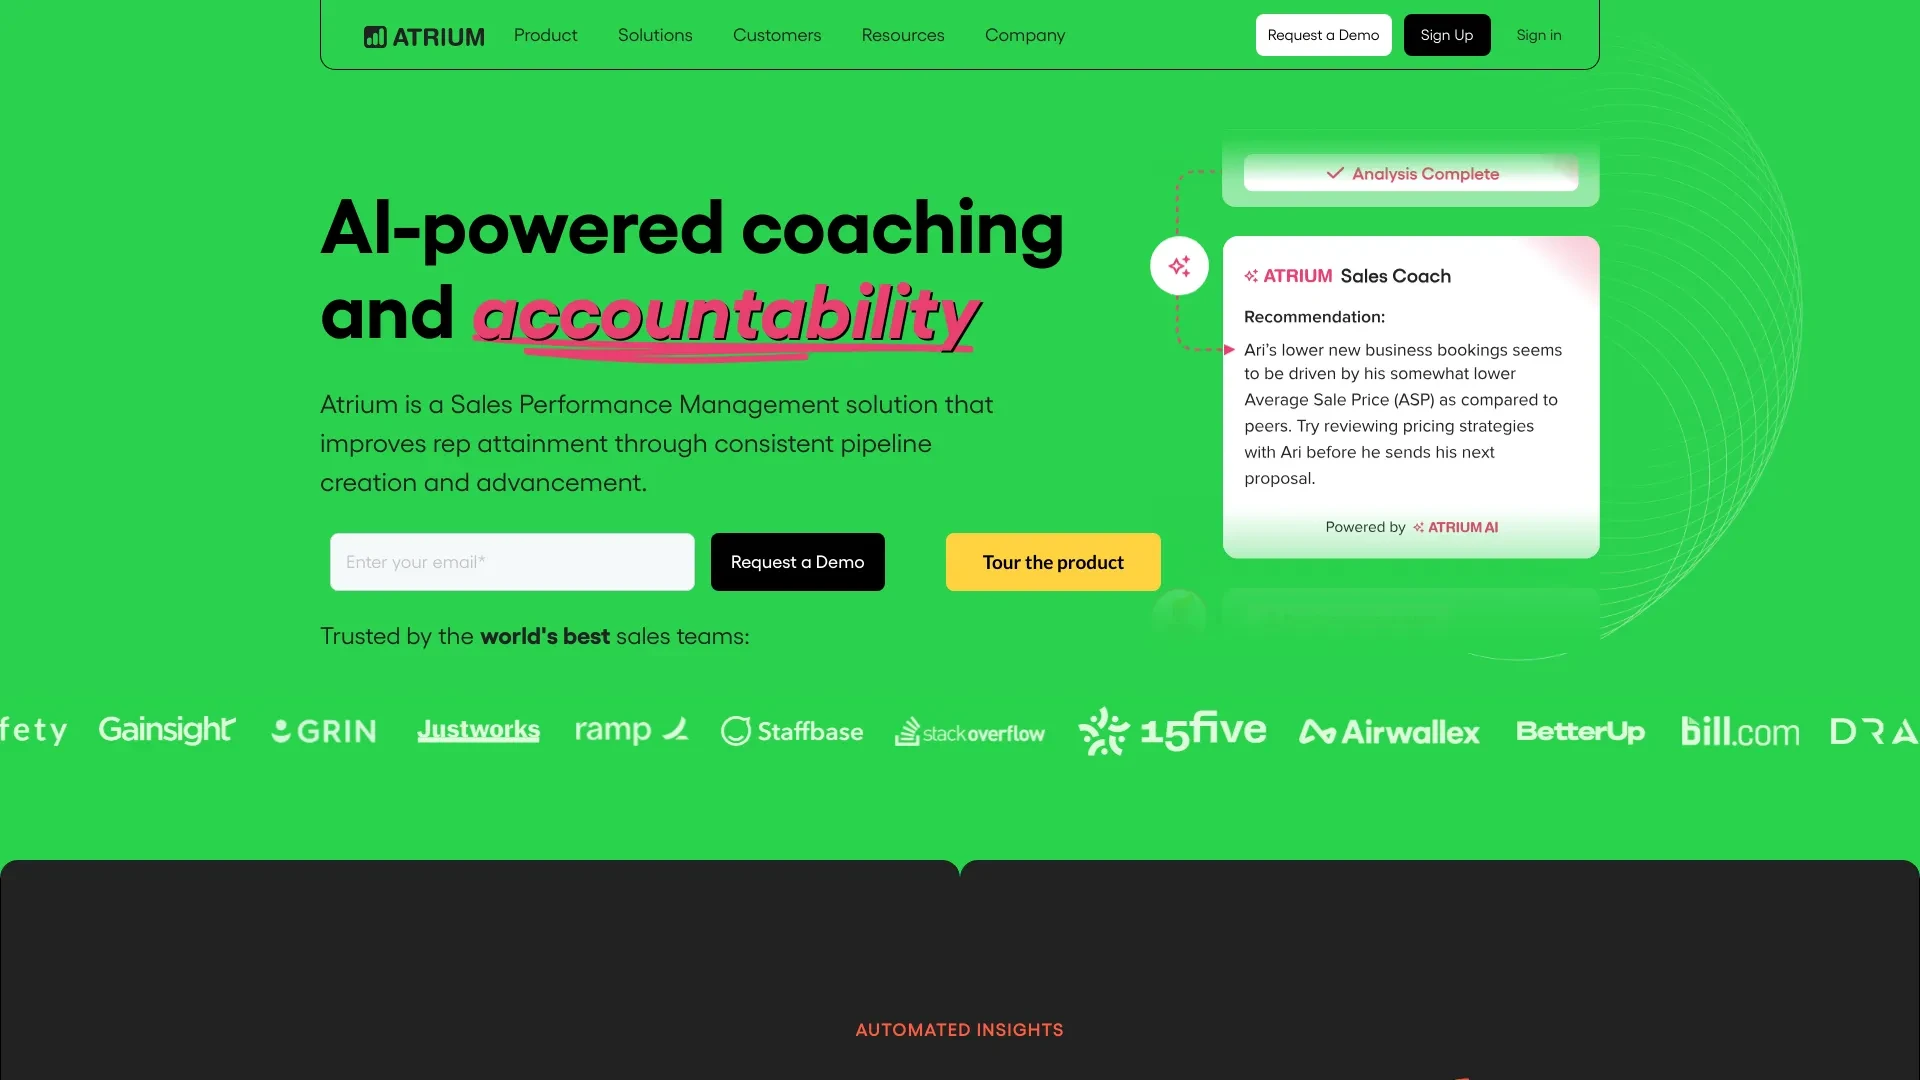 ATRIUM Product Solutions Customers Resources Company Request a Demo Sign Up Sign in
AI-powered coaching
and accountability
Atrium is a Sales Performance Management solution that
improves rep attainment through consistent pipeline
creation and advancement.
Enter your email*
Request a Demo
Tour the product
Analysis Complete
ATRIUM Sales Coach
Recommendation:
Ari's lower new business bookings seems
to be driven by his somewhat lower
Average Sale Price (ASP) as compared to
peers. Try reviewing pricing strategies
with Ari before he sends his next
proposal.
Powered by ATRIUM AI
Trusted by the world's best sales teams:
fety Gainsight GRIN Justworks ramp Staffbase stackoverflow 15five Airwallex BetterUp bill.com DRA
AUTOMATED INSIGHTS